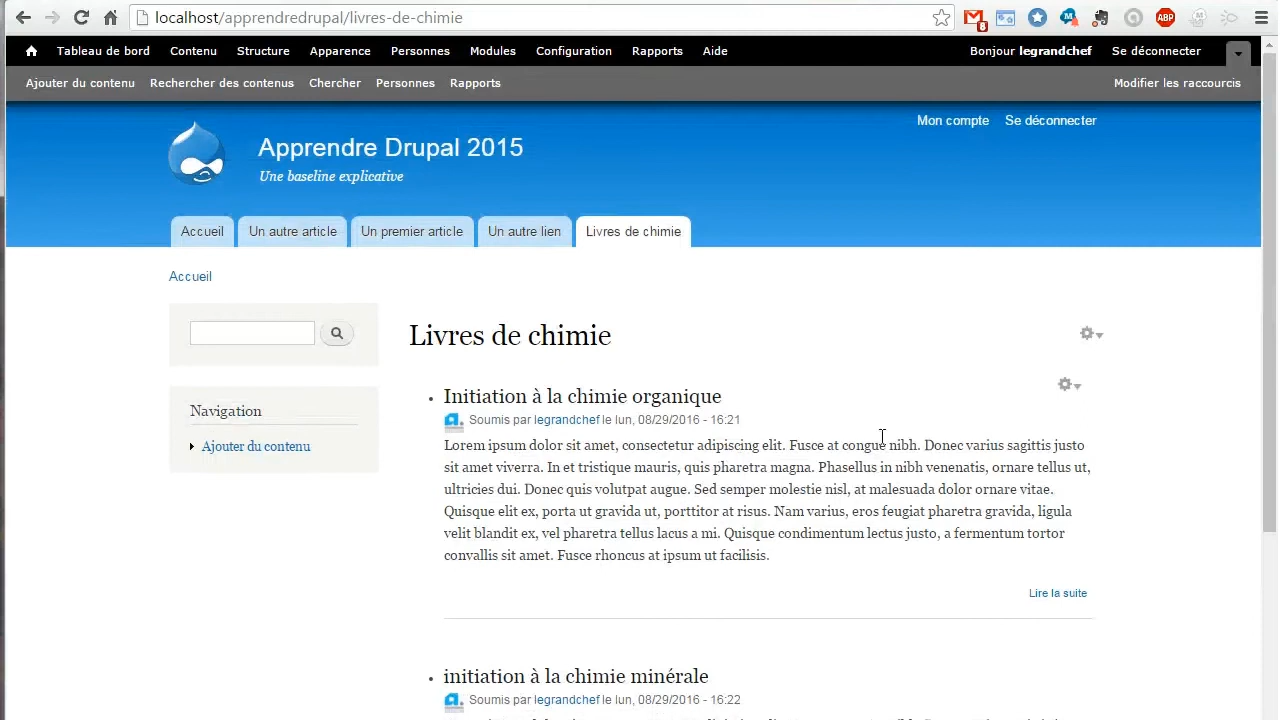 localhost/apprendredrupal/livres-de-chimie
8
ABP
Tableau de bord Contenu Structure Apparence Personnes Modules Configuration Rapports Aide Bonjour legrandchef Se déconnecter
Ajouter du contenu Rechercher des contenus Chercher Personnes Rapports Modifier les raccourcis
Mon compte Se déconnecter
Apprendre Drupal 2015
Une baseline explicative
Accueil Un autre article Un premier article Un autre lien Livres de chimie
Accueil
Navigation
Ajouter du contenu
Livres de chimie
Initiation à la chimie organique
Soumis par legrandchef le lun, 08/29/2016 - 16:21
Lorem ipsum dolor sit amet, consectetur adipiscing elit. Fusce at congue nibh. Donec varius sagittis justo
sit amet viverra. In et tristique mauris, quis pharetra magna. Phasellus in nibh venenatis, ornare tellus ut,
ultricies dui. Donec quis volutpat augue. Sed semper molestie nisl, at malesuada dolor ornare vitae.
Quisque elit ex, porta ut gravida ut, porttitor at risus. Nam varius, eros feugiat pharetra gravida, ligula
velit blandit ex, vel pharetra tellus lacus a mi. Quisque condimentum lectus justo, a fermentum tortor
convallis sit amet. Fusce rhoncus at ipsum ut facilisis.
Lire la suite
initiation à la chimie minérale
Soumis par legrandchef le lun, 08/29/2016 - 16:22